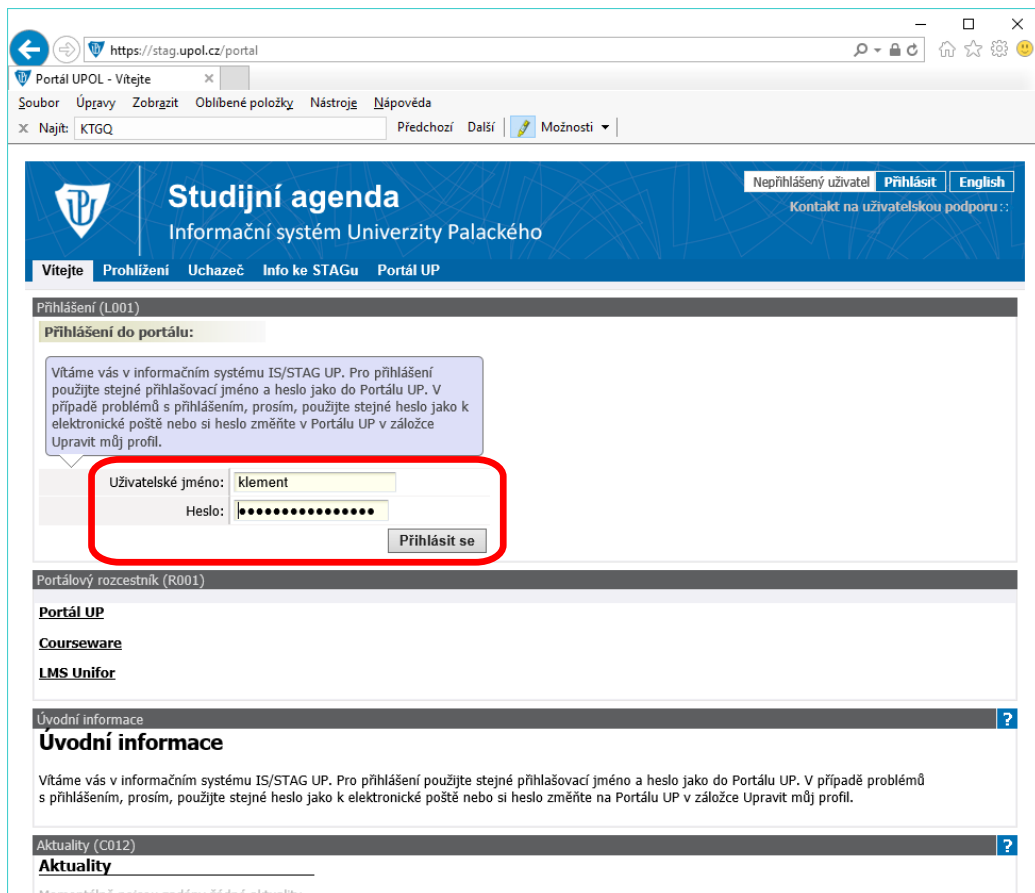 https://stag.upol.cz/portal
Portál UPOL - Vítejte
Soubor Úpravy Zobrazit Oblíbené položky Nástroje Nápověda
x Najít: KTGQ Předchozí Další Možnosti
Studijní agenda
Informační systém Univerzity Palackého
Nepřihlášený uživatel Přihlásit English
Kontakt na uživatelskou podporu::
Vítejte Prohlížení Uchazeč Info ke STAGu Portál UP
Přihlášení (L001)
Přihlášení do portálu:
Vítáme vás v informačním systému IS/STAG UP. Pro přihlášení
použijte stejné přihlašovací jméno a heslo jako do Portálu UP. V
případě problémů s přihlášením, prosím, použijte stejné heslo jako k
elektronické poště nebo si heslo změňte v Portálu UP v záložce
Upravit můj profil.
Uživatelské jméno: klement
Heslo: ●●●●●●●●●●●●●●●●
Přihlásit se
Portálový rozcestník (R001)
Portál UP
Courseware
LMS Unifor
Úvodní informace ?
Úvodní informace
Vítáme vás v informačním systému IS/STAG UP. Pro přihlášení použijte stejné přihlašovací jméno a heslo jako do Portálu UP. V případě problémů
s přihlášením, prosím, použijte stejné heslo jako k elektronické poště nebo si heslo změňte na Portálu UP v záložce Upravit můj profil.
Aktuality (C012) ?
Aktuality